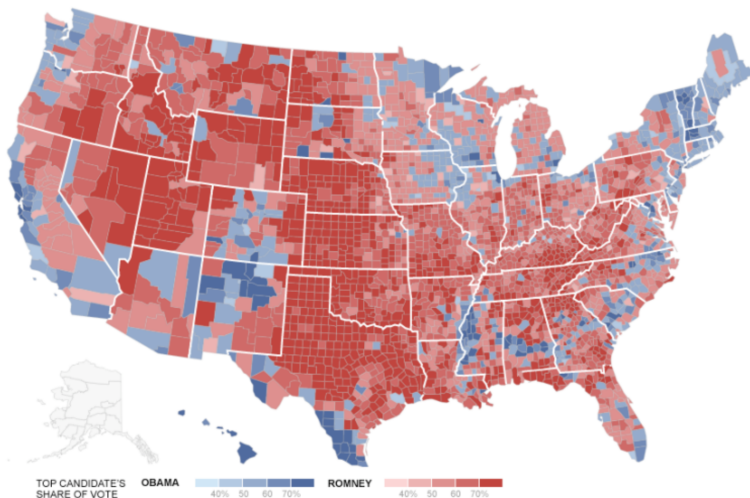 TOP CANDIDATE'S
SHARE OF VOTE
OBAMA
40% 50 60 70%
ROMNEY
40% 50 60 70%